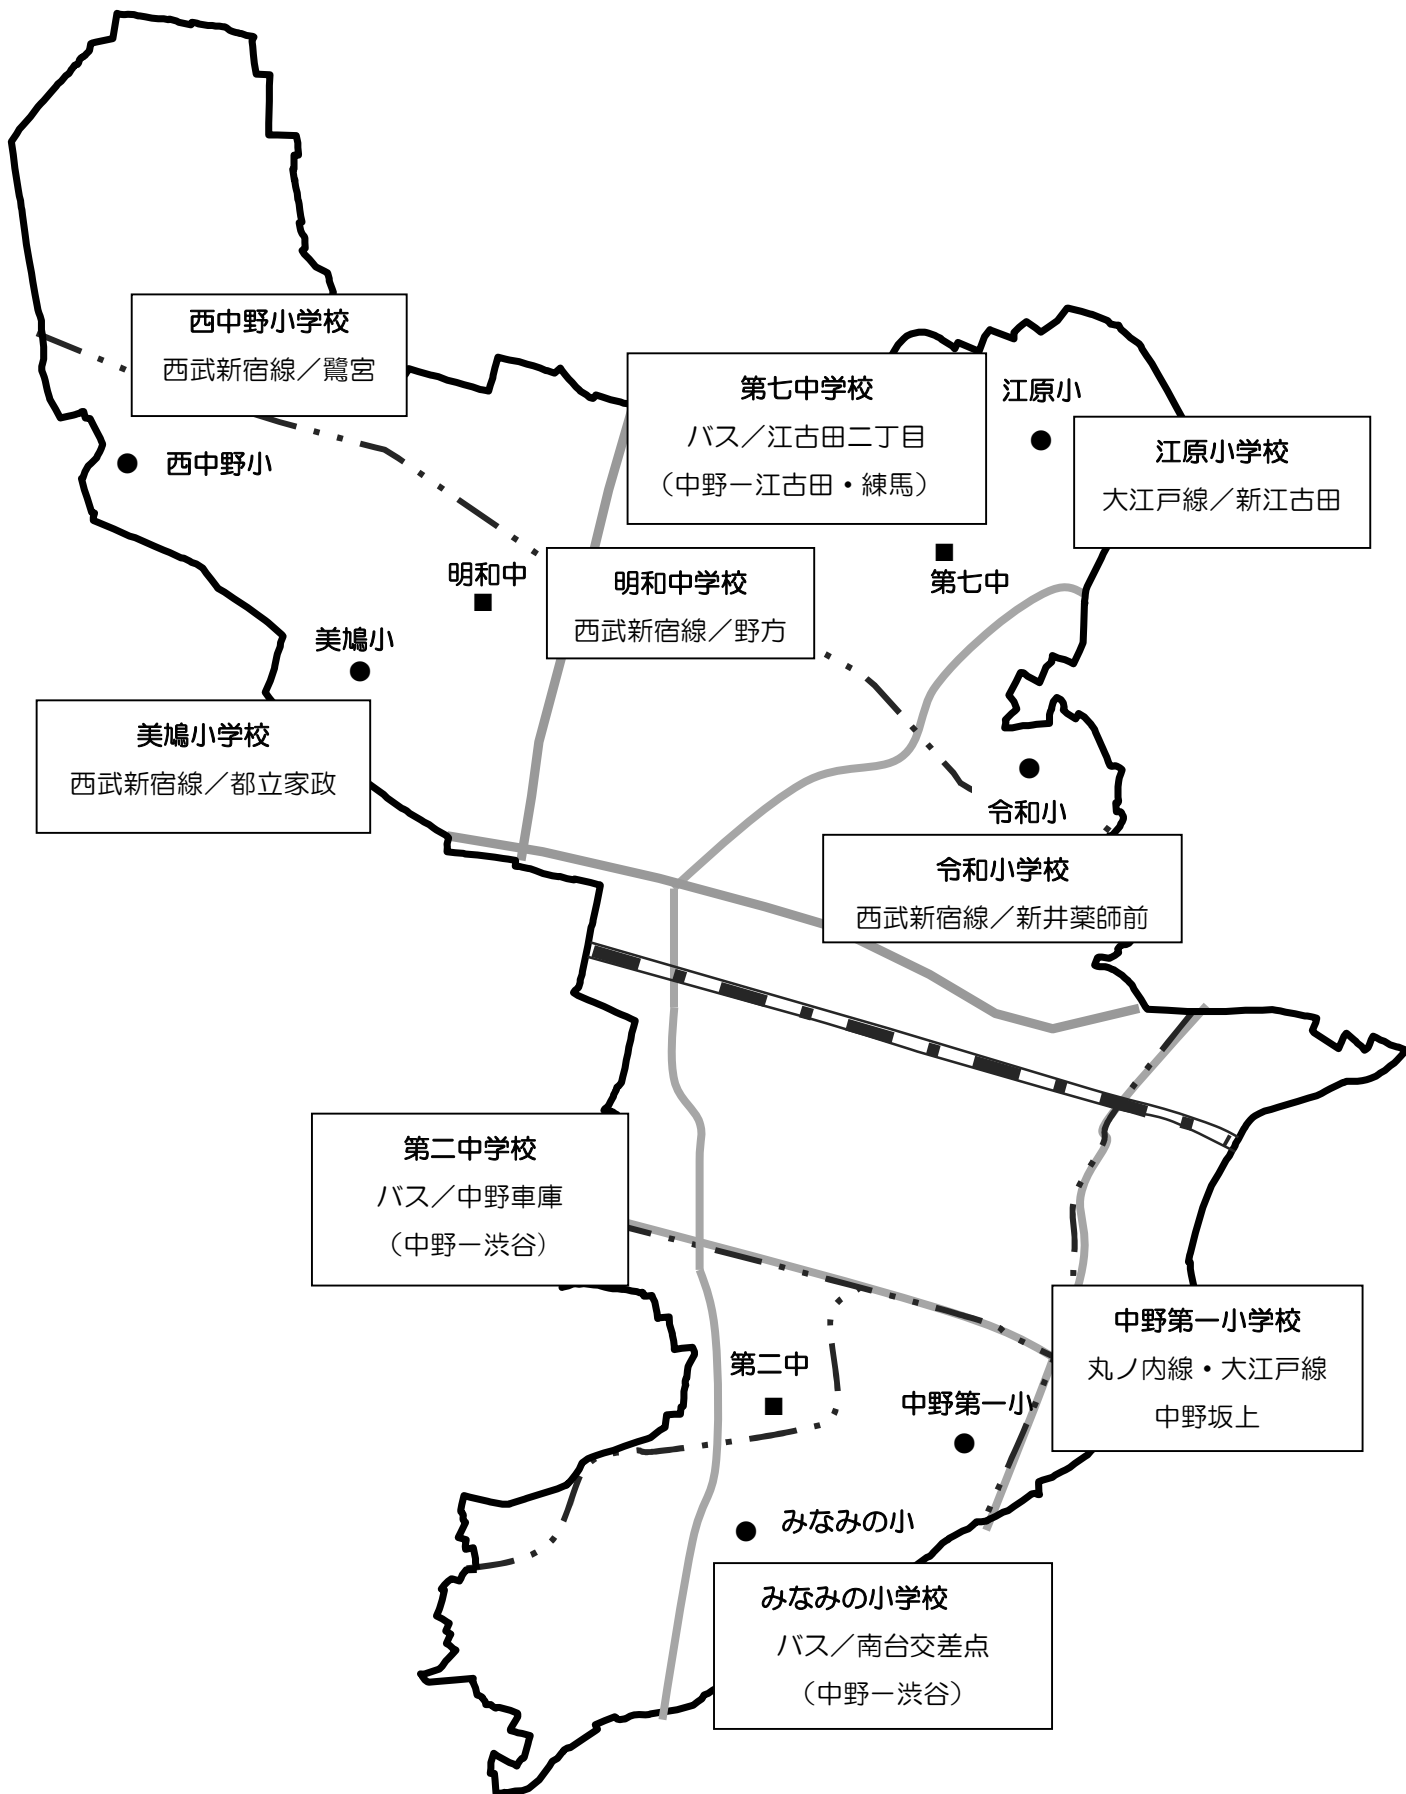 西中野小学校
西武新宿線／鷺宮
第七中学校
バス／江古田二丁目
（中野ー江古田・練馬）
江原小
江原小学校
大江戸線／新江古田
西中野小
明和中
明和中学校
西武新宿線／野方
第七中
美鳩小
美鳩小学校
西武新宿線／都立家政
令和小
令和小学校
西武新宿線／新井薬師前
第二中学校
バス／中野車庫
（中野ー渋谷）
中野第一小学校
丸ノ内線・大江戸線
中野坂上
第二中
中野第一小
みなみの小
みなみの小学校
バス／南台交差点
（中野ー渋谷）